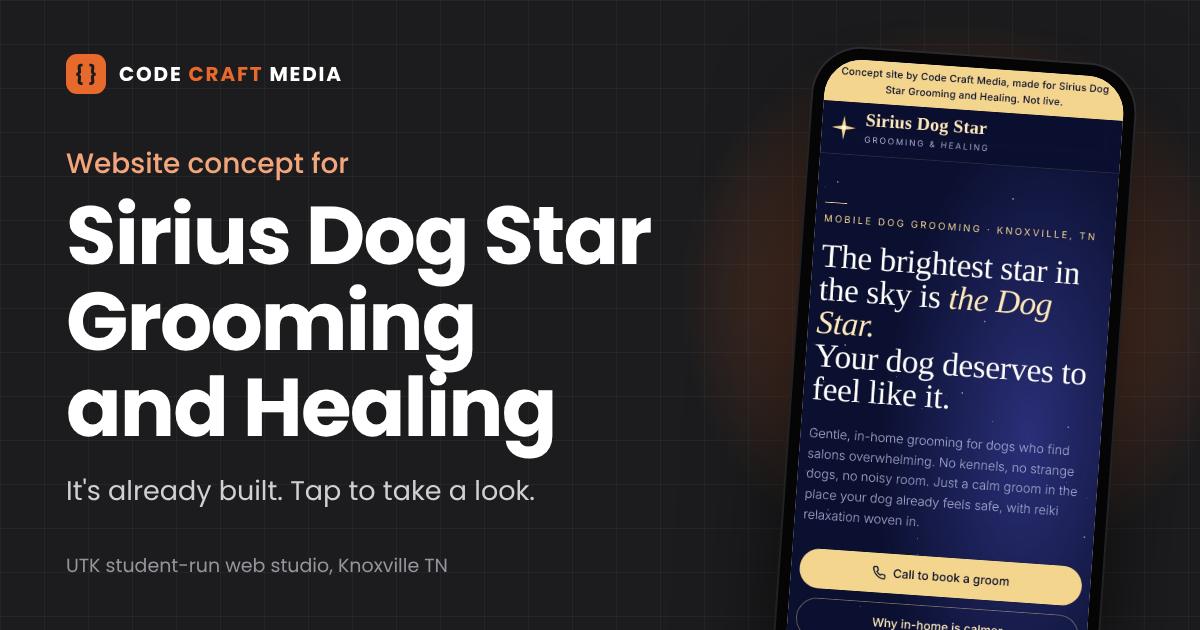 { } CODE CRAFT MEDIA
Website concept for
Sirius Dog Star
Grooming
and Healing
It's already built. Tap to take a look.
UTK student-run web studio, Knoxville TN
Concept site by Code Craft Media, made for Sirius Dog
Star Grooming and Healing. Not live.
Sirius Dog Star
GROOMING & HEALING
MOBILE DOG GROOMING · KNOXVILLE, TN
The brightest star in
the sky is the Dog
Star.
Your dog deserves to
feel like it.
Gentle, in-home grooming for dogs who find
salons overwhelming. No kennels, no strange
dogs, no noisy room. Just a calm groom in the
place your dog already feels safe, with reiki
relaxation woven in.
Call to book a groom
Why in-home is calmer